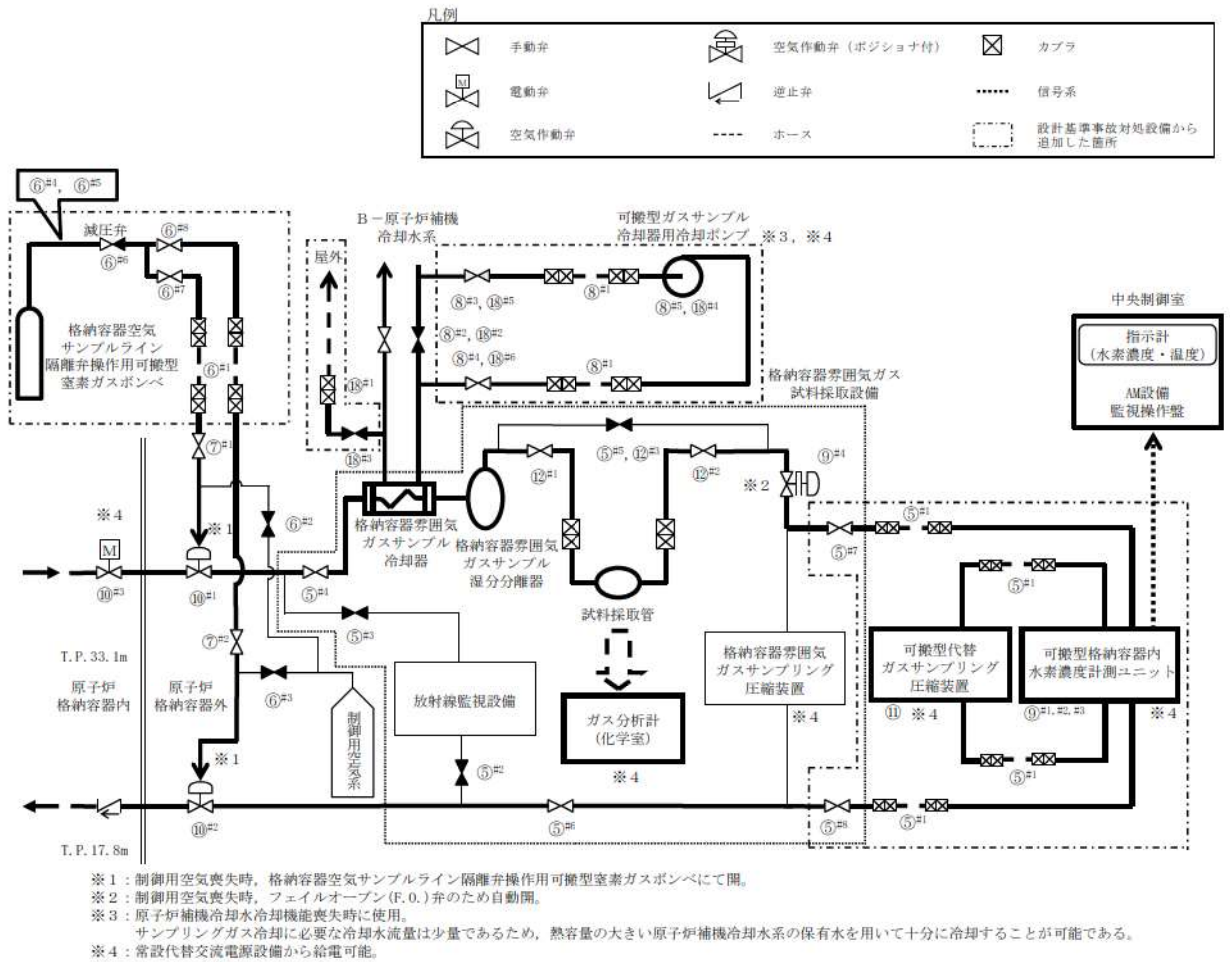 凡例
手動弁
空気作動弁(ポジショナ付)
カプラ
電動弁
逆止弁
信号系
空気作動弁
ホース
設計基準事故対処設備から
追加した箇所
⑥#4, ⑥#5
減圧弁
⑥#6
⑥#8
⑥#7
格納容器空気
サンプルライン
隔離弁操作用可搬型
窒素ガスボンベ
⑥#1
屋外
B-原子炉補機
冷却水系
可搬型ガスサンプル
冷却器用冷却ポンプ
※3, ※4
⑧#3, ⑱#5
⑧#1
⑧#5, ⑱#4
⑧#2, ⑱#2
⑧#4, ⑱#6
⑧#1
⑱#1
⑱#3
格納容器雰囲気ガス
試料採取設備
中央制御室
指示計
(水素濃度・温度)
AM設備
監視操作盤
⑦#1
※4
M
⑩#3
※1
⑩#1
⑥#2
⑤#4
格納容器雰囲気
ガスサンプル
冷却器
格納容器雰囲気
ガスサンプル
湿分分離器
⑫#1
⑤#5, ⑫#3
⑫#2
⑨#4
※2
⑤#7
⑤#1
⑤#1
試料採取管
⑤#3
⑦#2
T.P.33.1m
原子炉
格納容器内
原子炉
格納容器外
⑥#3
制御用空気系
放射線監視設備
ガス分析計
(化学室)
※4
格納容器雰囲気
ガスサンプリング
圧縮装置
※4
可搬型代替
ガスサンプリング
圧縮装置
⑪ ※4
可搬型格納容器内
水素濃度計測ユニット
⑨#1,#2,#3
※4
⑤#1
※1
⑩#2
⑤#2
⑤#6
⑤#8
⑤#1
T.P.17.8m
※1:制御用空気喪失時,格納容器空気サンプルライン隔離弁操作用可搬型窒素ガスボンベにて開。
※2:制御用空気喪失時,フェイルオープン(F.O.)弁のため自動開。
※3:原子炉補機冷却水冷却機能喪失時に使用。
サンプリングガス冷却に必要な冷却水流量は少量であるため,熱容量の大きい原子炉補機冷却水系の保有水を用いて十分に冷却することが可能である。
※4:常設代替交流電源設備から給電可能。